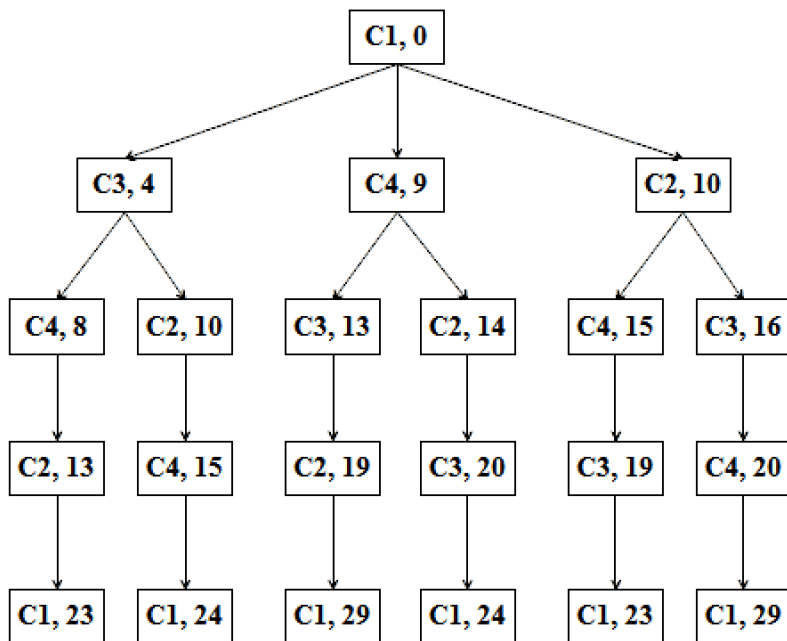 C1, 0
C3, 4
C4, 9
C2, 10
C4, 8
C2, 10
C3, 13
C2, 14
C4, 15
C3, 16
C2, 13
C4, 15
C2, 19
C3, 20
C3, 19
C4, 20
C1, 23
C1, 24
C1, 29
C1, 24
C1, 23
C1, 29